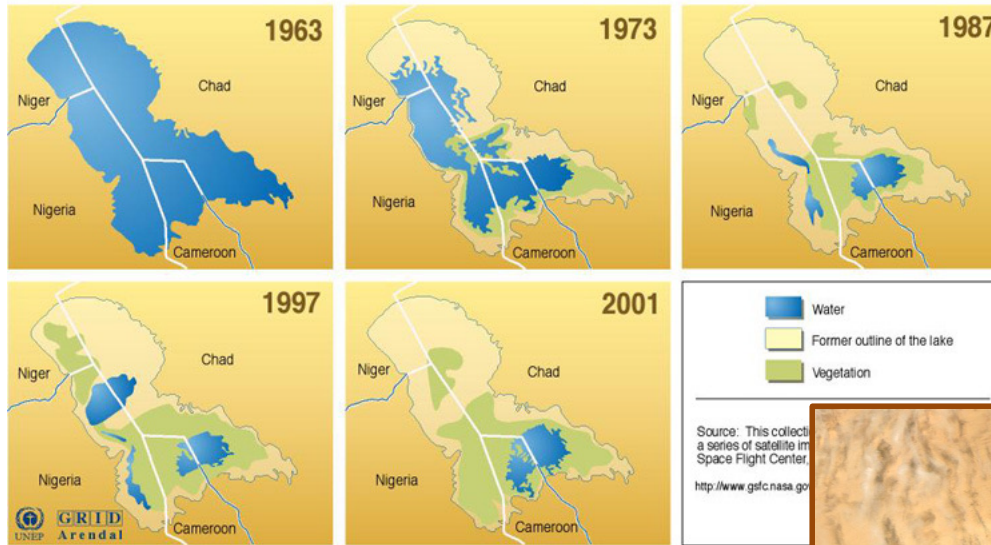 1963
Chad
Niger
Nigeria
Cameroon
1973
Chad
Niger
Nigeria
Cameroon
1987
Chad
Niger
Nigeria
Cameroon
1997
Chad
Niger
Nigeria
Cameroon
UNEP
GRID
Arendal
2001
Chad
Niger
Nigeria
Cameroon
Water
Former outline of the lake
Vegetation
Source: This
a series of satellite
Space Flight Center,
http://www.gsfc.nasa.gov